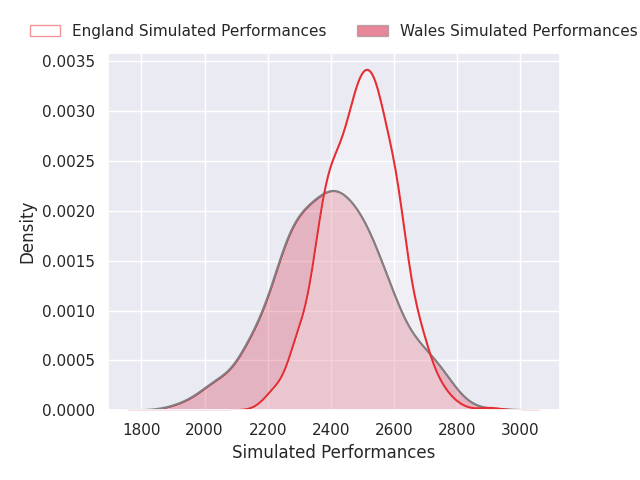 England Simulated Performances
Wales Simulated Performances
0.0035
0.0030
0.0025
0.0020
0.0015
0.0010
0.0005
0.0000
Density
1800 2000 2200 2400 2600 2800 3000
Simulated Performances